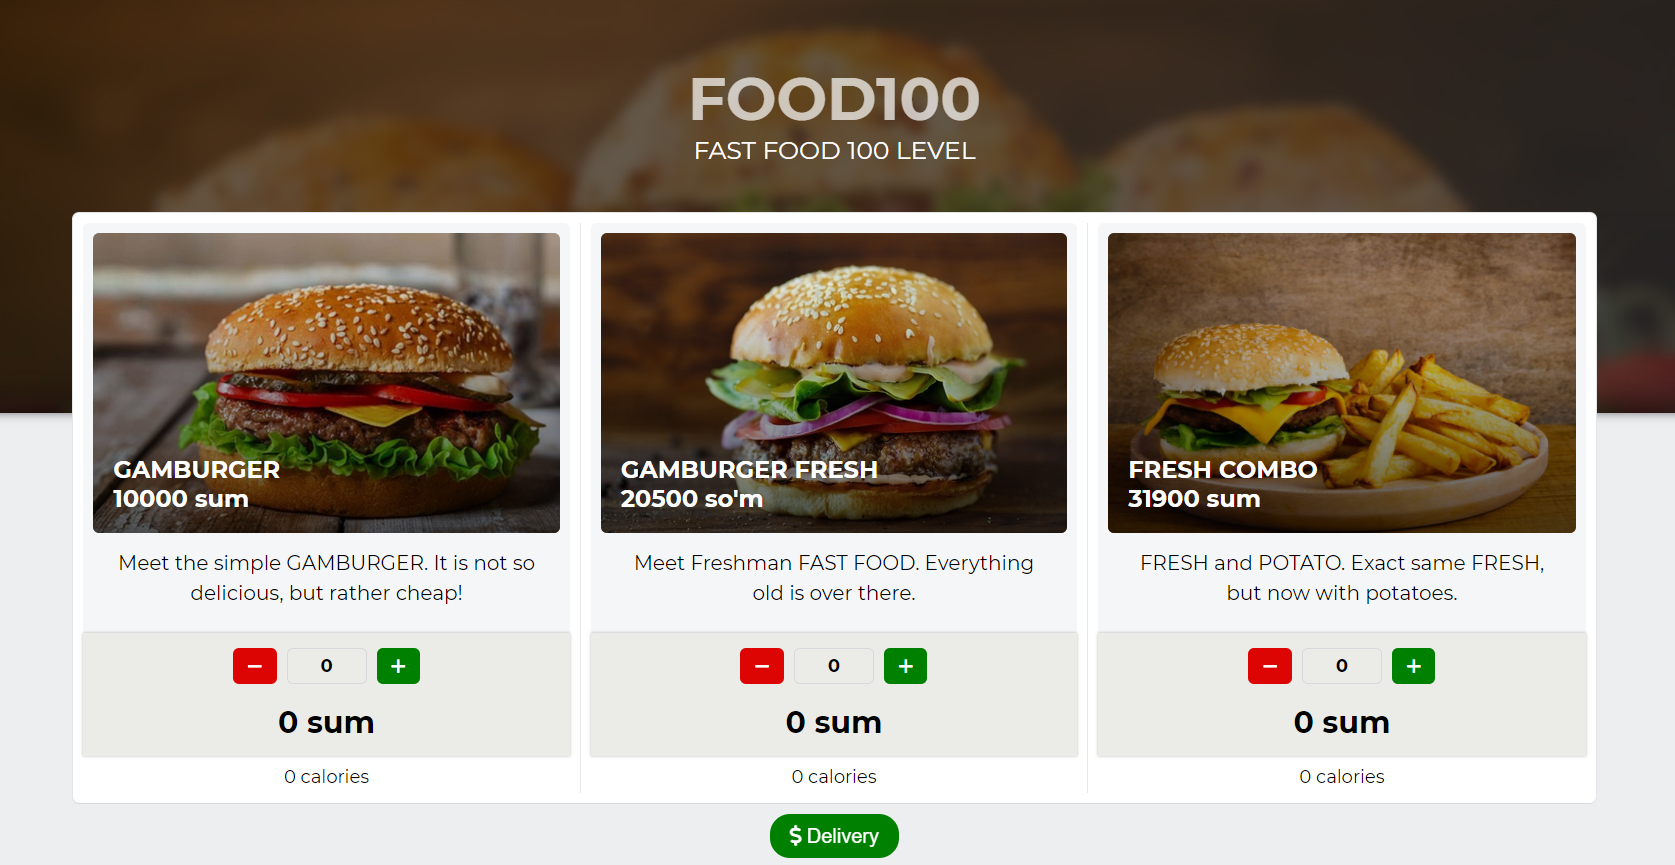 FOOD100
FAST FOOD 100 LEVEL
GAMBURGER
10000 sum
Meet the simple GAMBURGER. It is not so
delicious, but rather cheap!
0
0 sum
0 calories
GAMBURGER FRESH
20500 so'm
Meet Freshman FAST FOOD. Everything
old is over there.
0
0 sum
0 calories
FRESH COMBO
31900 sum
FRESH and POTATO. Exact same FRESH,
but now with potatoes.
0
0 sum
0 calories
$ Delivery